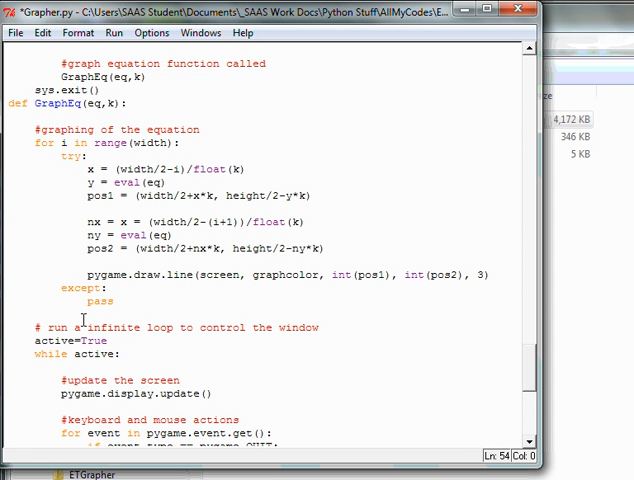 *Grapher.py - C:\Users\SAAS Student\Documents\_SAAS Work Docs\Python Stuff\AllMyCodes\E...
File Edit Format Run Options Windows Help
#graph equation function called
GraphEq(eq,k)
sys.exit()
def GraphEq(eq,k):
#graphing of the equation
for i in range(width):
try:
x = (width/2-i)/float(k)
y = eval(eq)
pos1 = (width/2+x*k, height/2-y*k)
nx = x = (width/2-(i+1))/float(k)
ny = eval(eq)
pos2 = (width/2+nx*k, height/2-ny*k)
pygame.draw.line(screen, graphcolor, int(pos1), int(pos2), 3)
except:
pass
# run a infinite loop to control the window
active=True
while active:
#update the screen
pygame.display.update()
#keyboard and mouse actions
for event in pygame.event.get():
if event.type == pygame.QUIT:
Ln: 54 Col: 0
ze
4,172 KB
346 KB
5 KB
ETGrapher